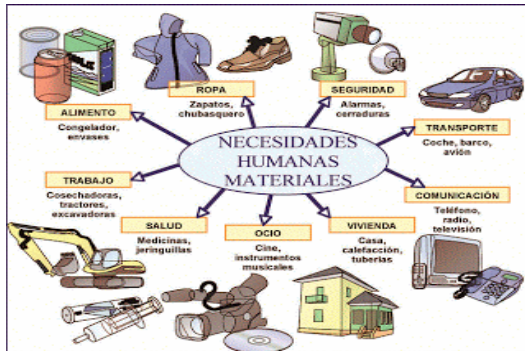 ROPA
Zapatos,
chubasquero
SEGURIDAD
Alarmas,
cerraduras
ALIMENTO
Congelador,
envases
TRANSPORTE
Coche, barco,
avión
NECESIDADES
HUMANAS
MATERIALES
TRABAJO
Cosechadoras,
tractores,
excavadoras
COMUNICACIÓN
Teléfono,
radio,
televisión
SALUD
Medicinas,
jeringuillas
OCIO
Cine,
instrumentos
musicales
VIVIENDA
Casa,
calefacción,
tuberías